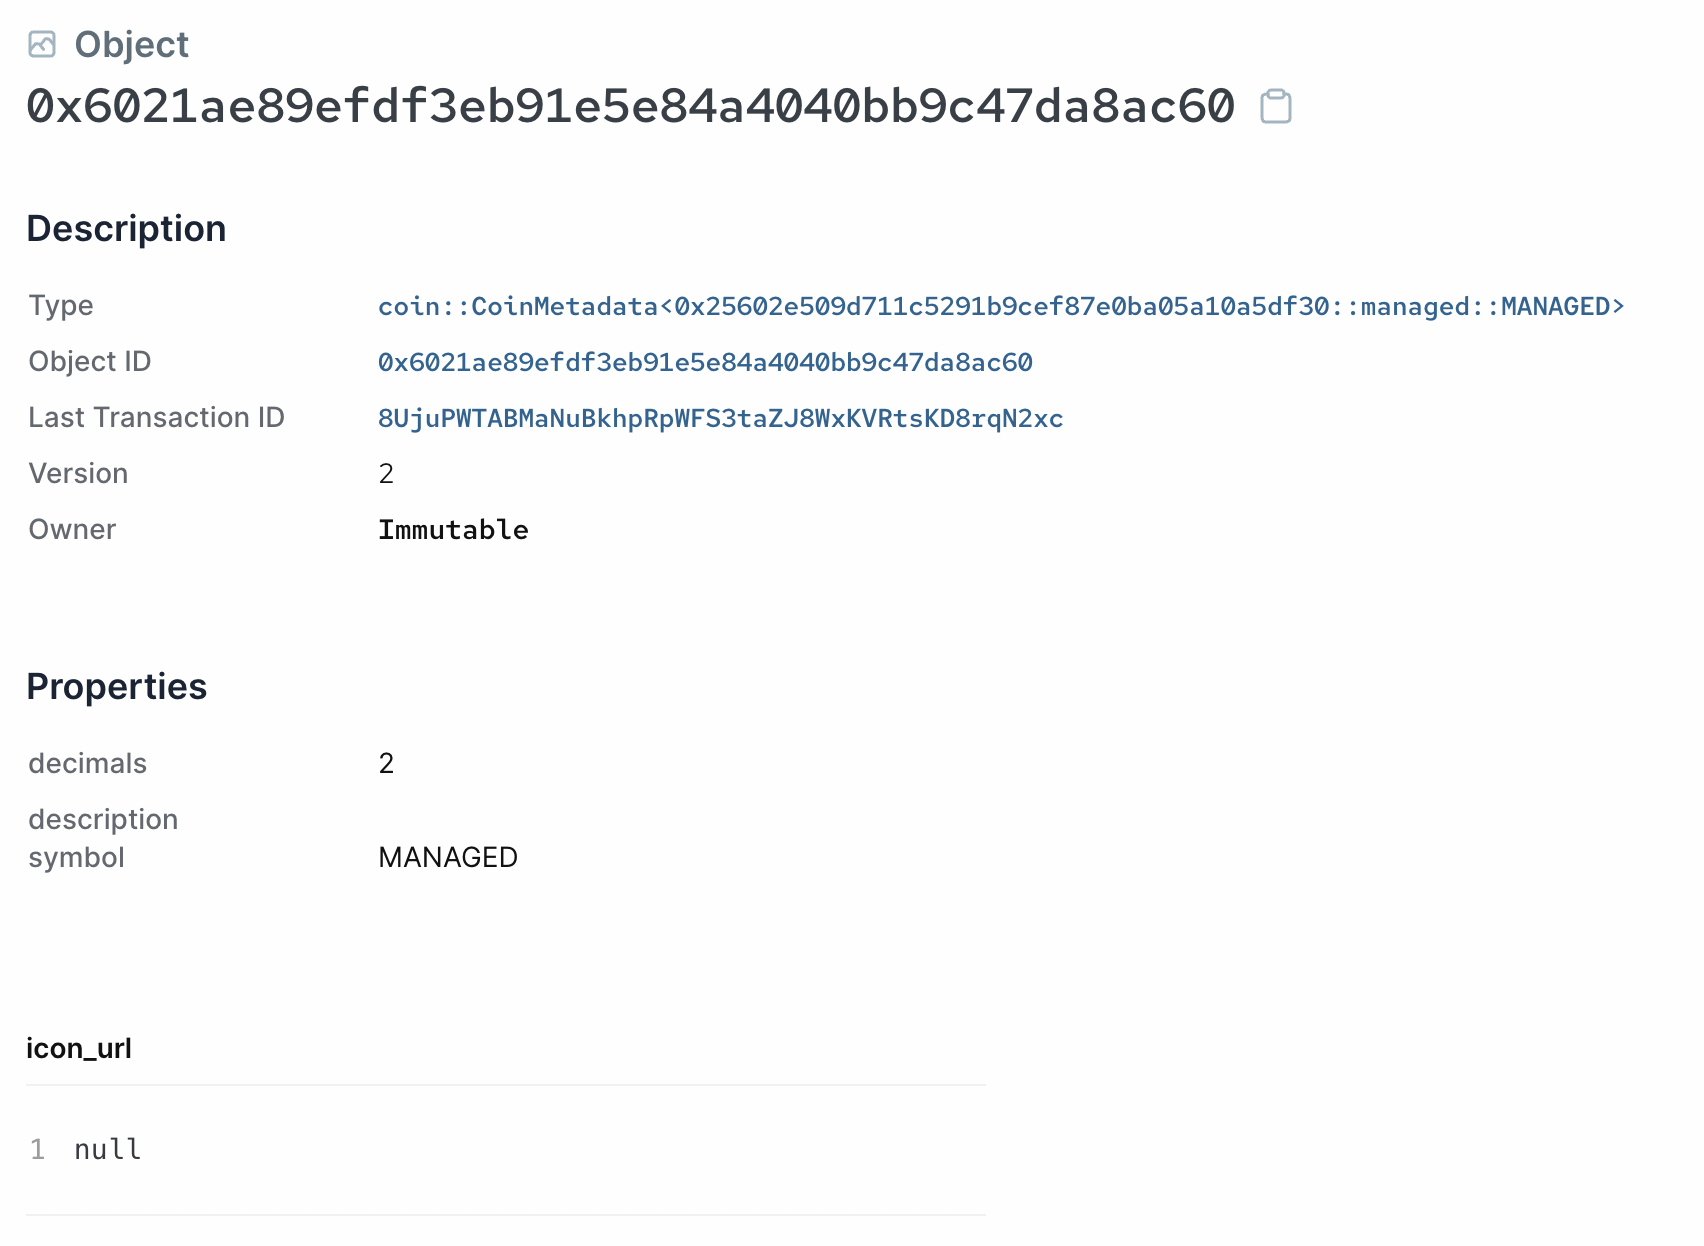 Object
0x6021ae89efdf3eb91e5e84a4040bb9c47da8ac60
Description
Type coin::CoinMetadata<0x25602e509d711c5291b9cef87e0ba05a10a5df30::managed::MANAGED>
Object ID 0x6021ae89efdf3eb91e5e84a4040bb9c47da8ac60
Last Transaction ID 8UjuPWTABMaNuBkhpRpWFS3taZJ8WxKVRtsKD8rqN2xc
Version 2
Owner Immutable
Properties
decimals 2
description
symbol MANAGED
icon_url
1 null